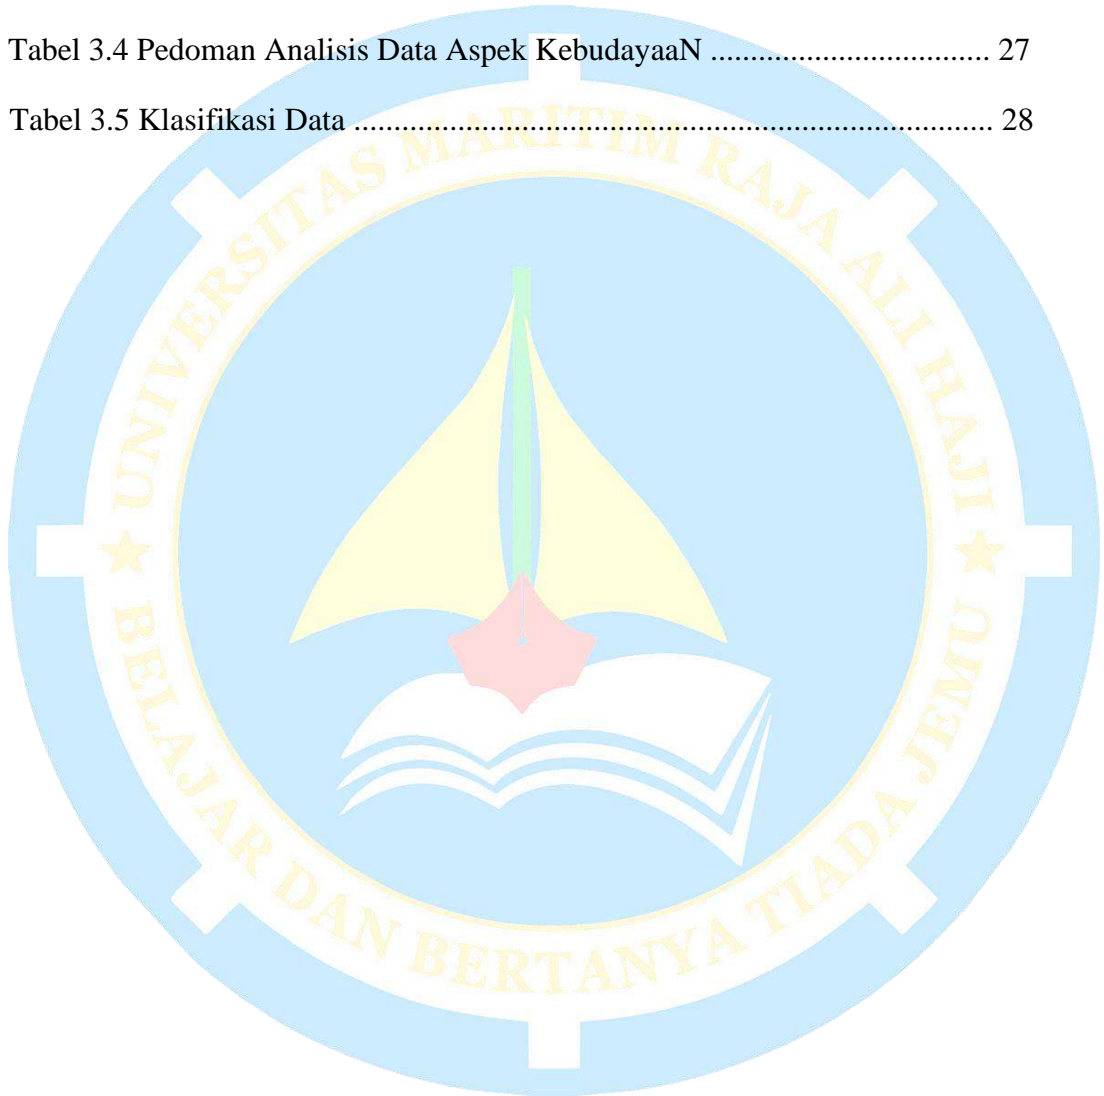 Tabel 3.4 Pedoman Analisis Data Aspek KebudayaaN ................................... 27
Tabel 3.5 Klasifikasi Data ................................................................................ 28
UNIVERSITAS MARITIM RAJA ALI HAJI
BELAJAR DAN BERTANYA TIADA JEMU